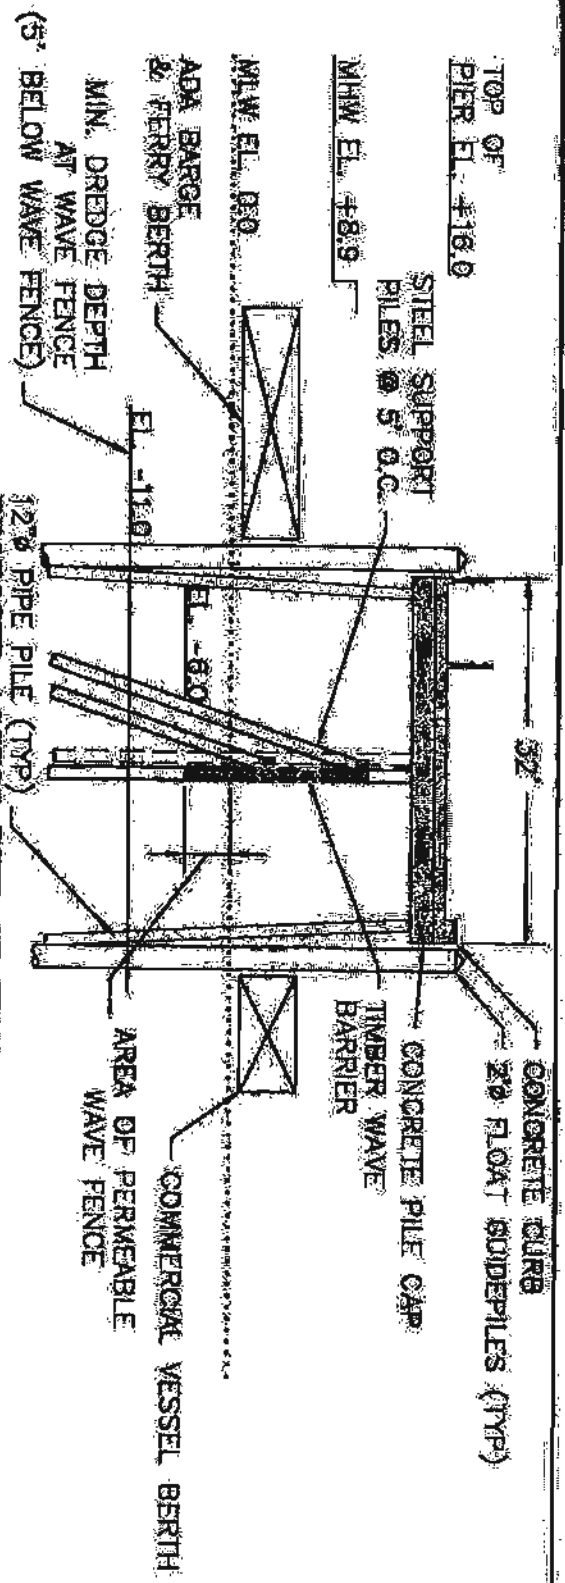 TOP OF
PIER EL. +16.0
MHW EL. +8.9
STEEL SUPPORT
PILES @ 5' O.C.
MLW EL. 0.0
ADA BARGE
& FERRY BERTH
MIN. DREDGE DEPTH
AT WAVE FENCE
(5' BELOW WAVE FENCE)
EL. -11.0
EL. -8.0
12"ø PIPE PILE (TYP)
32'
CONCRETE CURB
2'ø FLOAT GUIDEPILES (TYP)
CONCRETE PILE CAP
TIMBER WAVE
BARRIER
COMMERCIAL VESSEL BERTH
AREA OF PERMEABLE
WAVE FENCE